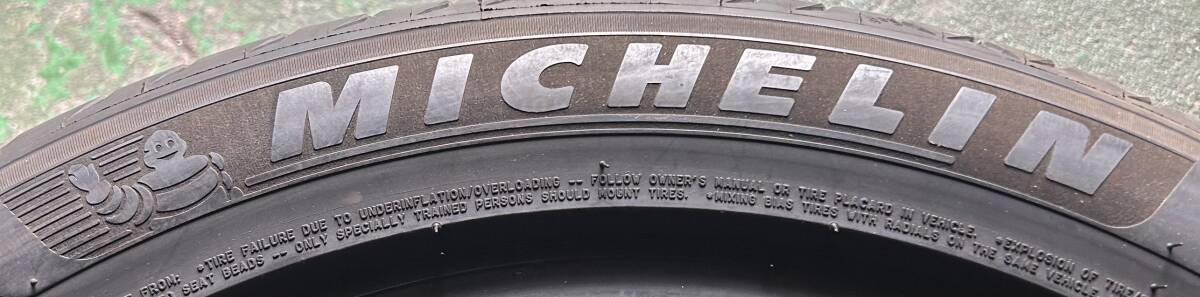 MICHELIN
FROM: •TIRE FAILURE DUE TO UNDERINFLATION/OVERLOADING -- FOLLOW OWNER'S MANUAL OR TIRE PLACARD IN VEHICLE. •EXPLOSION OF TIRE/
SEAT BEADS -- ONLY SPECIALLY TRAINED PERSONS SHOULD MOUNT TIRES. •MIXING BIAS TIRES WITH RADIALS ON THE SAME VEHICLE